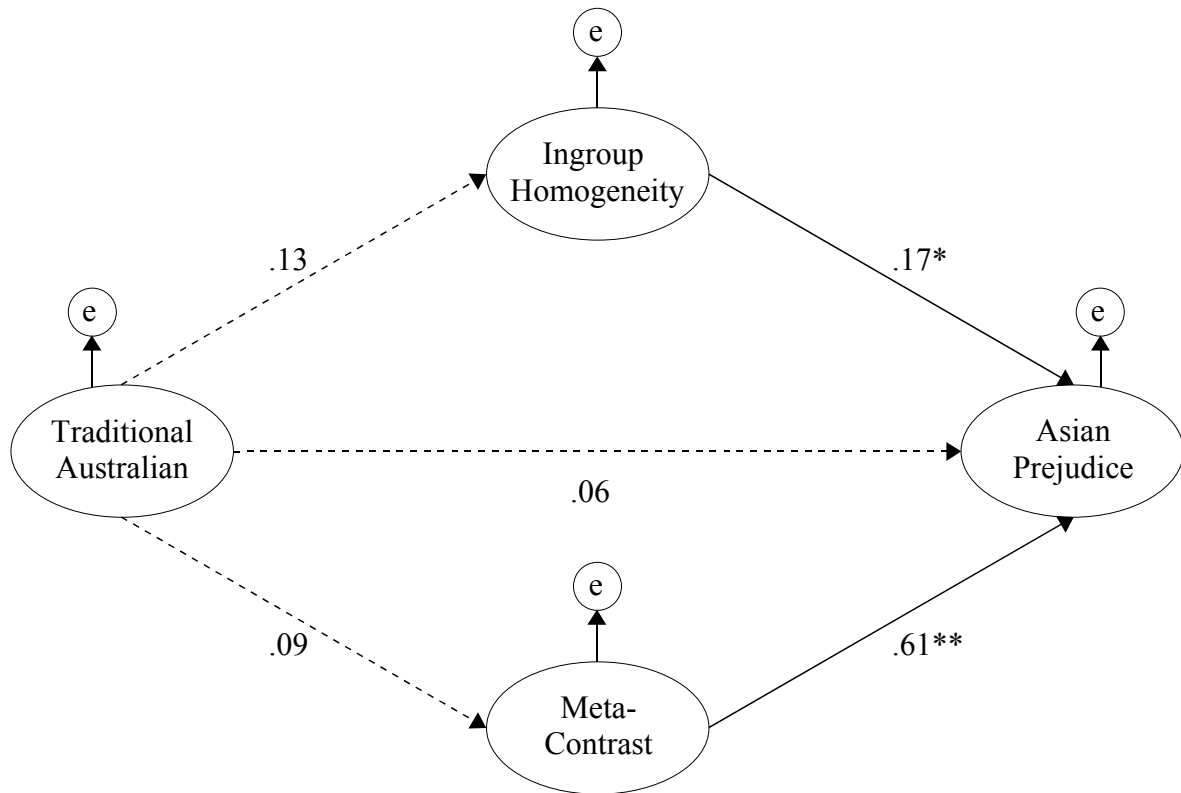 e
Ingroup
Homogeneity
.13
.17*
e
e
Traditional
Australian
Asian
Prejudice
.06
e
.09
.61**
Meta-
Contrast